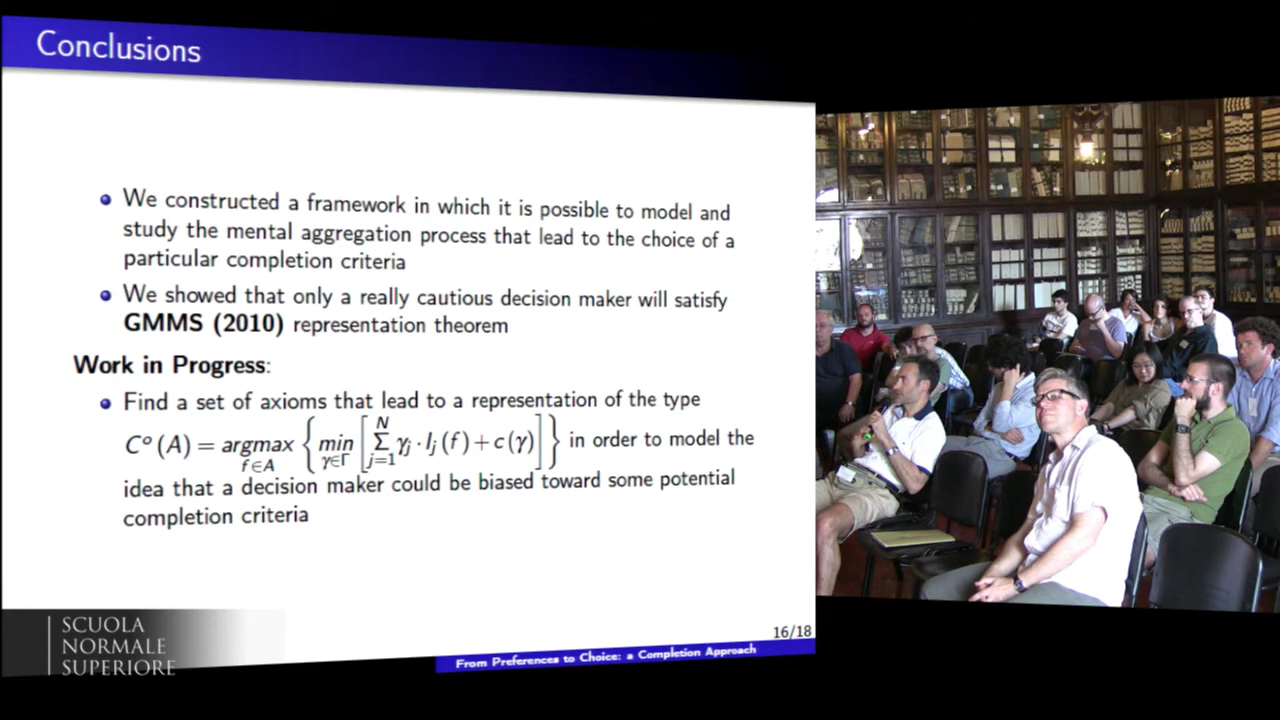 Conclusions
We constructed a framework in which it is possible to model and
study the mental aggregation process that lead to the choice of a
particular completion criteria
We showed that only a really cautious decision maker will satisfy
GMMS (2010) representation theorem
Work in Progress:
Find a set of axioms that lead to a representation of the type
C° (A) = argmax_{f∈A} { min_{γ∈Γ} [ Σ_{j=1}^{N} γ_j · I_j (f) + c (γ) ] } in order to model the
idea that a decision maker could be biased toward some potential
completion criteria
16/18
From Preferences to Choice: a Completion Approach
SCUOLA
NORMALE
SUPERIORE